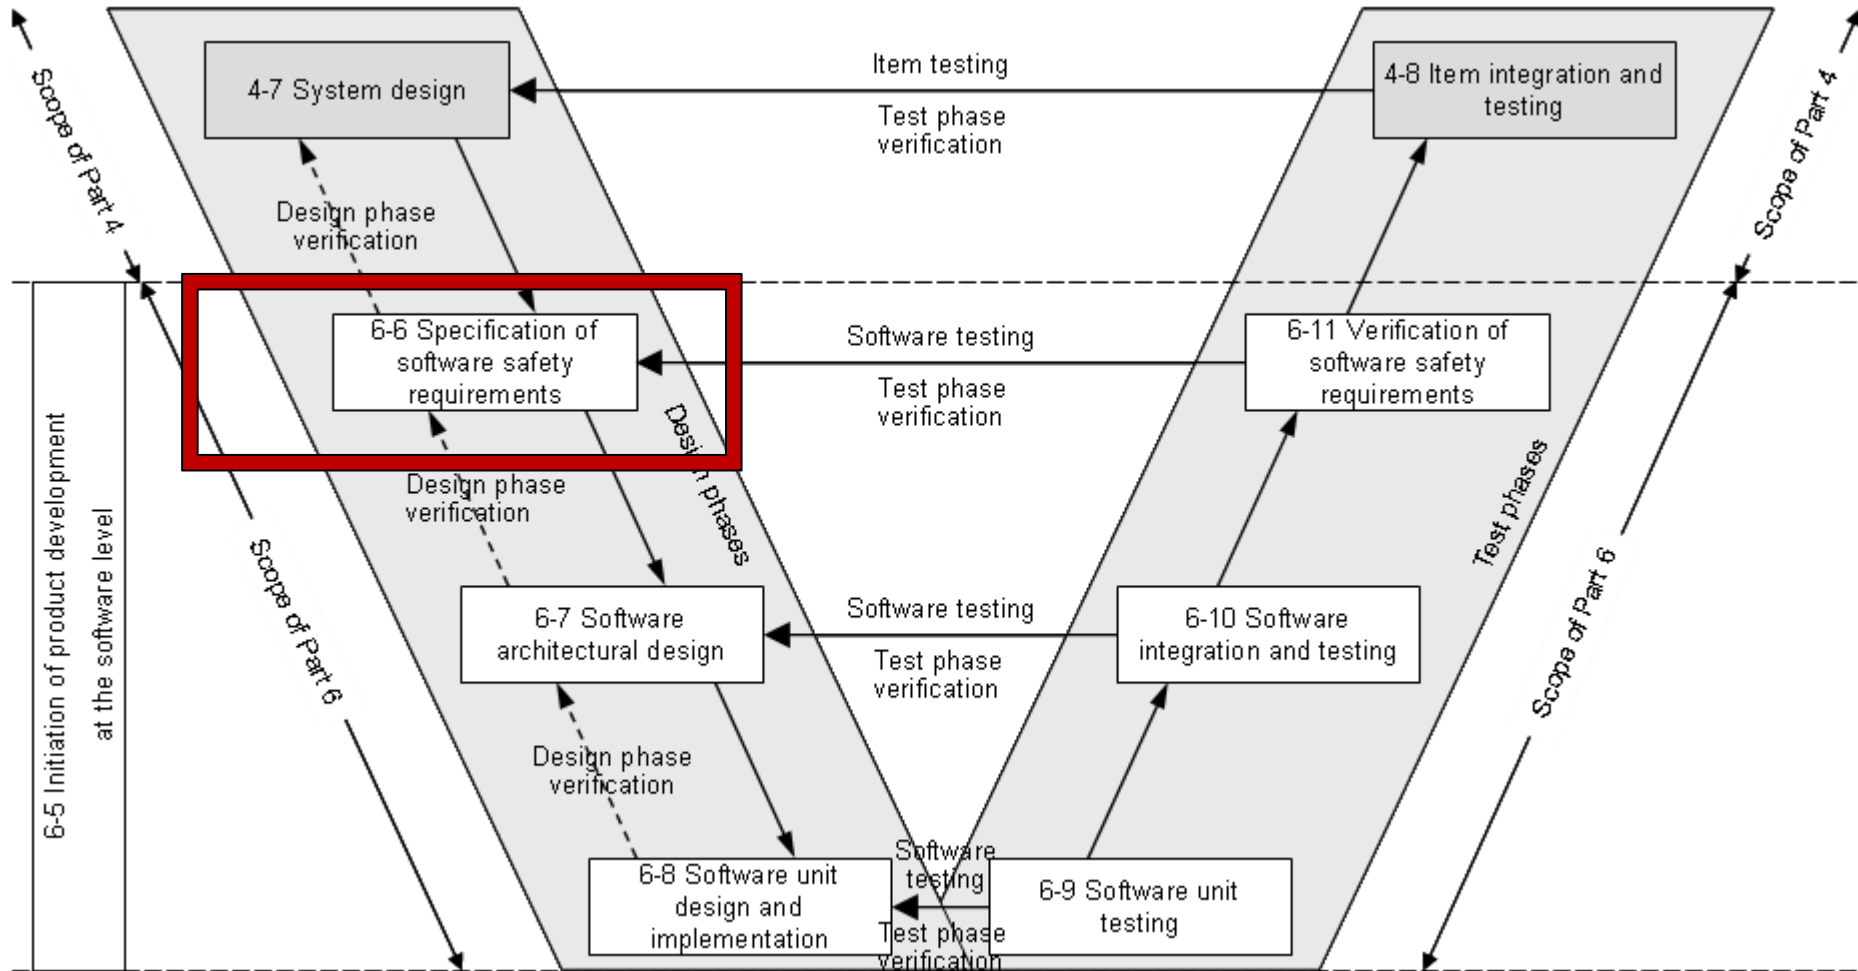 4-7 System design
Item testing
Test phase
verification
4-8 Item integration and
testing
Scope of Part 4
Scope of Part 4
Design phase
verification
6-6 Specification of
software safety
requirements
Software testing
Test phase
verification
6-11 Verification of
software safety
requirements
Design phases
Test phases
Design phase
verification
6-5 Initiation of product development
at the software level
Scope of Part 6
Scope of Part 6
6-7 Software
architectural design
Software testing
Test phase
verification
6-10 Software
integration and testing
Design phase
verification
6-8 Software unit
design and
implementation
Software
testing
Test phase
verification
6-9 Software unit
testing